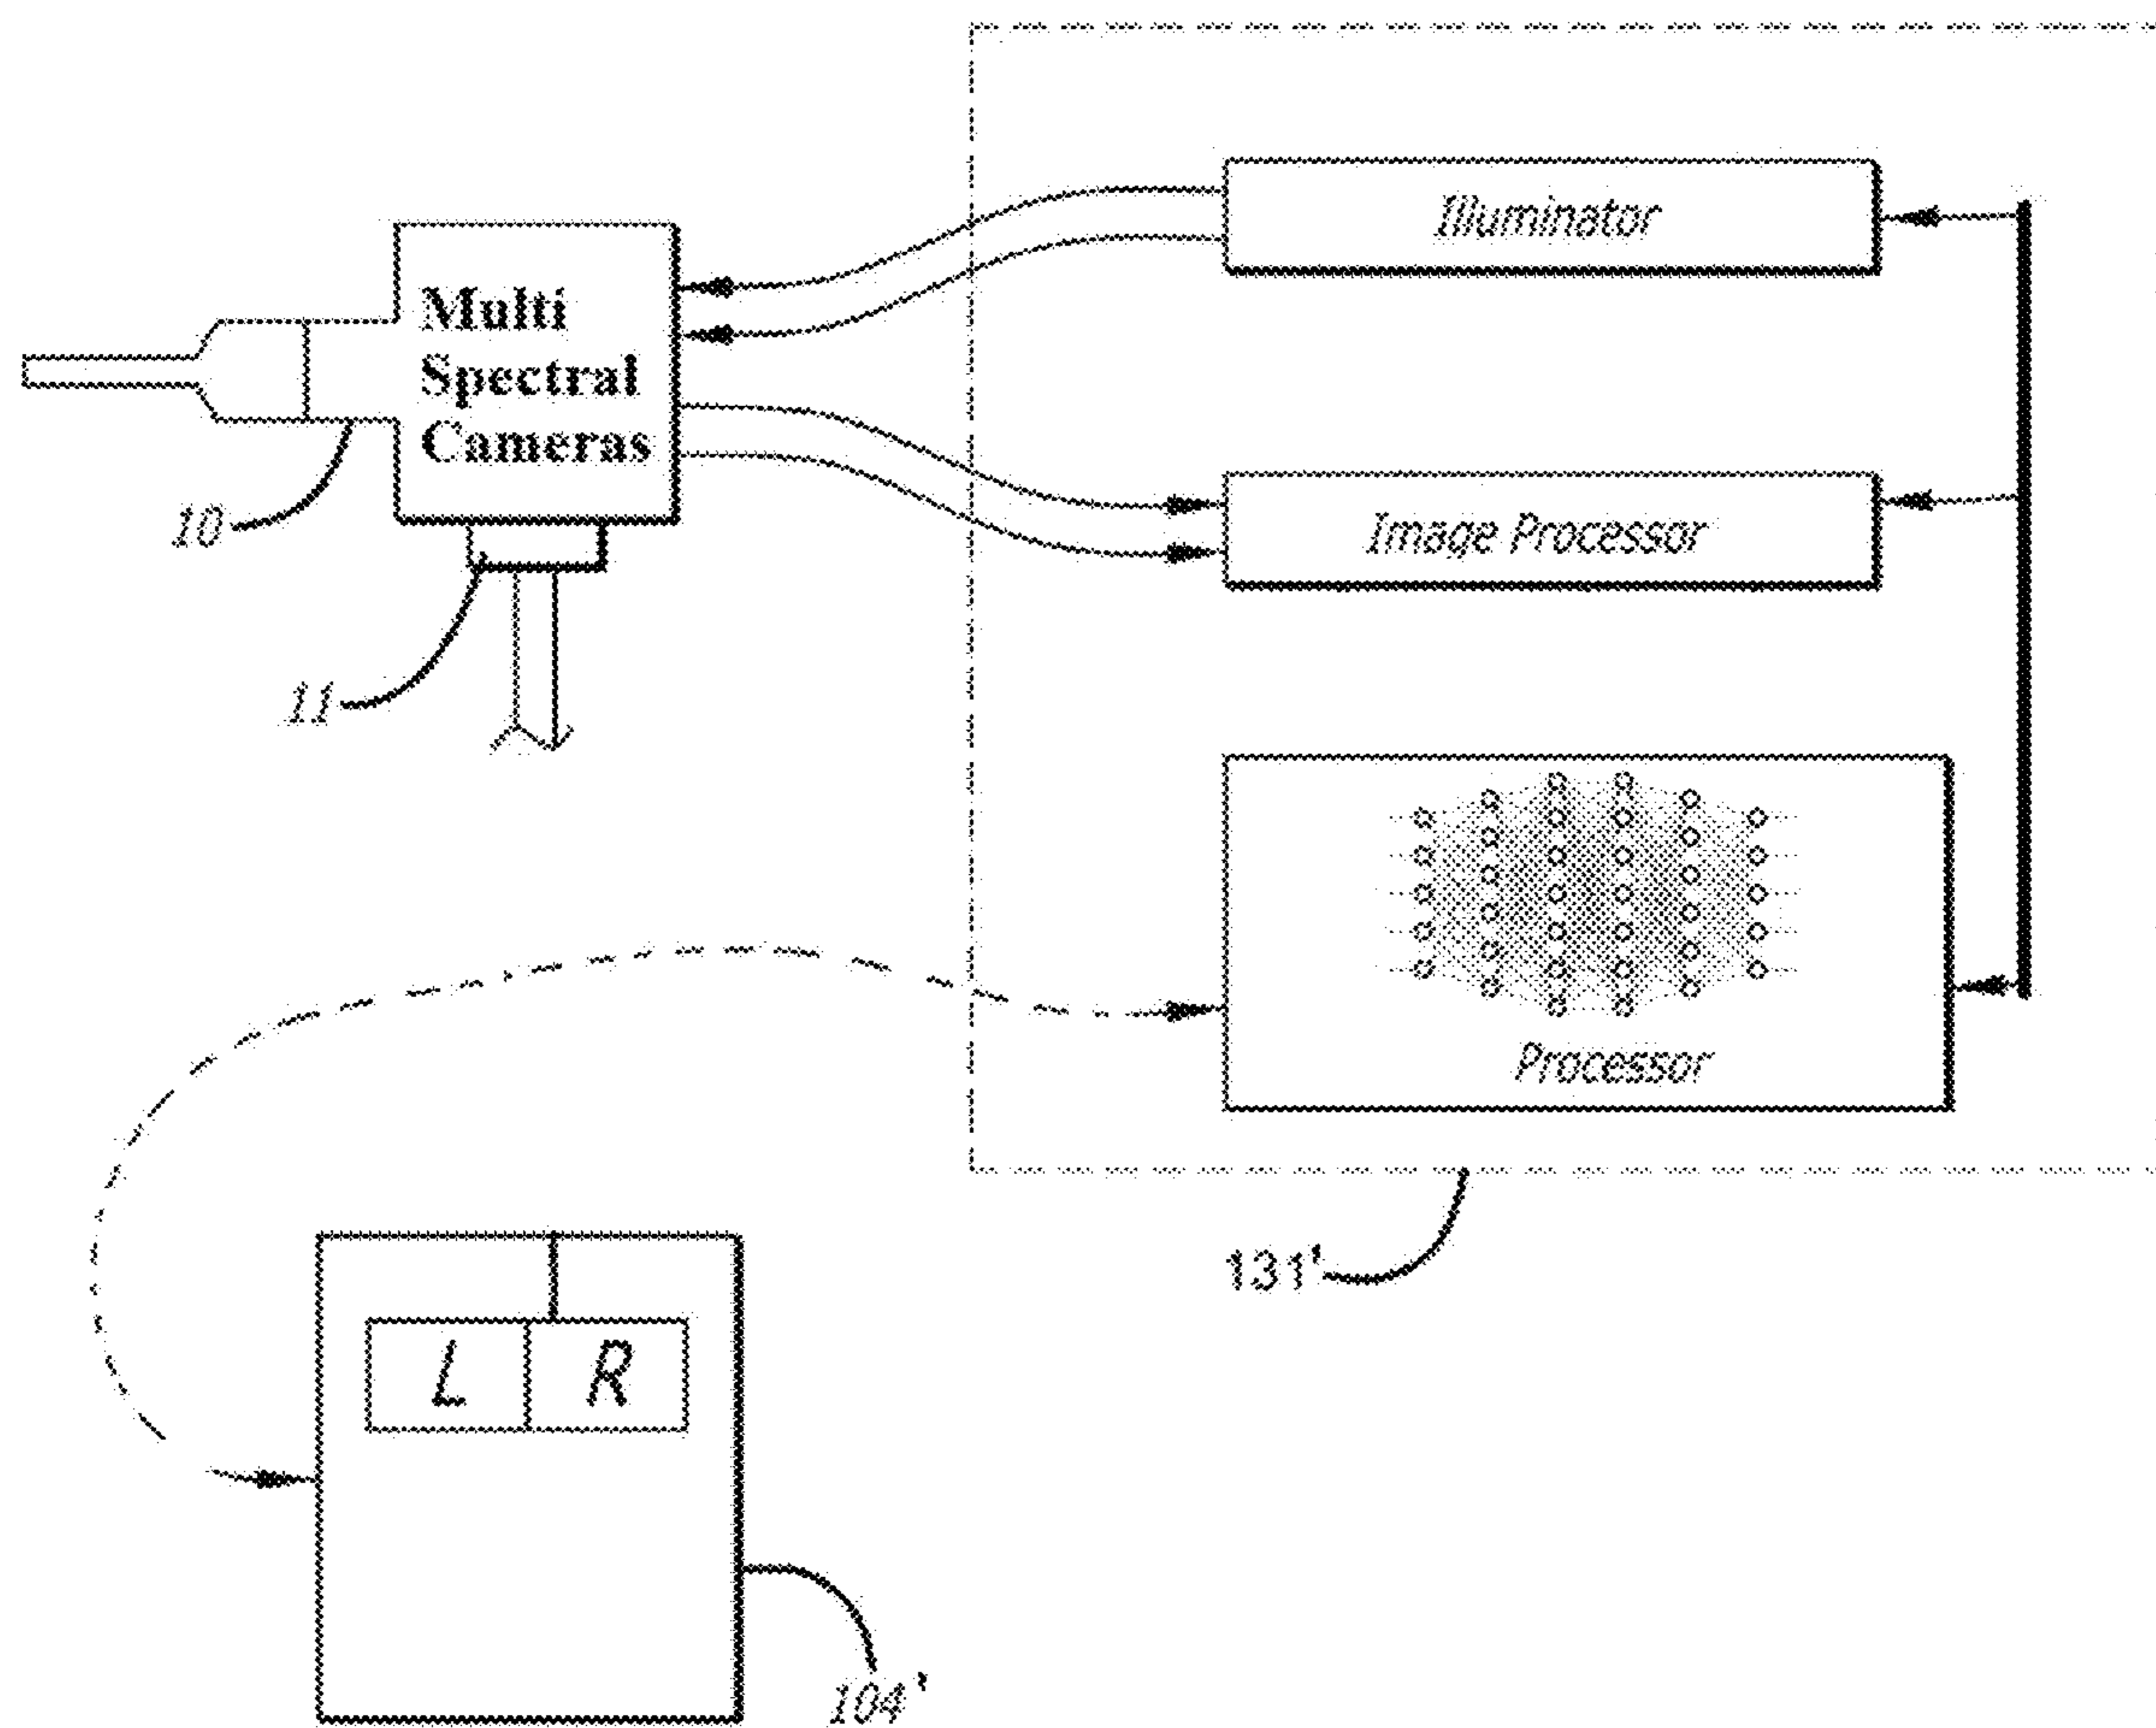 Illuminator
Multi
Spectral
Cameras
10
Image Processor
11
Processor
131'
L R
104'